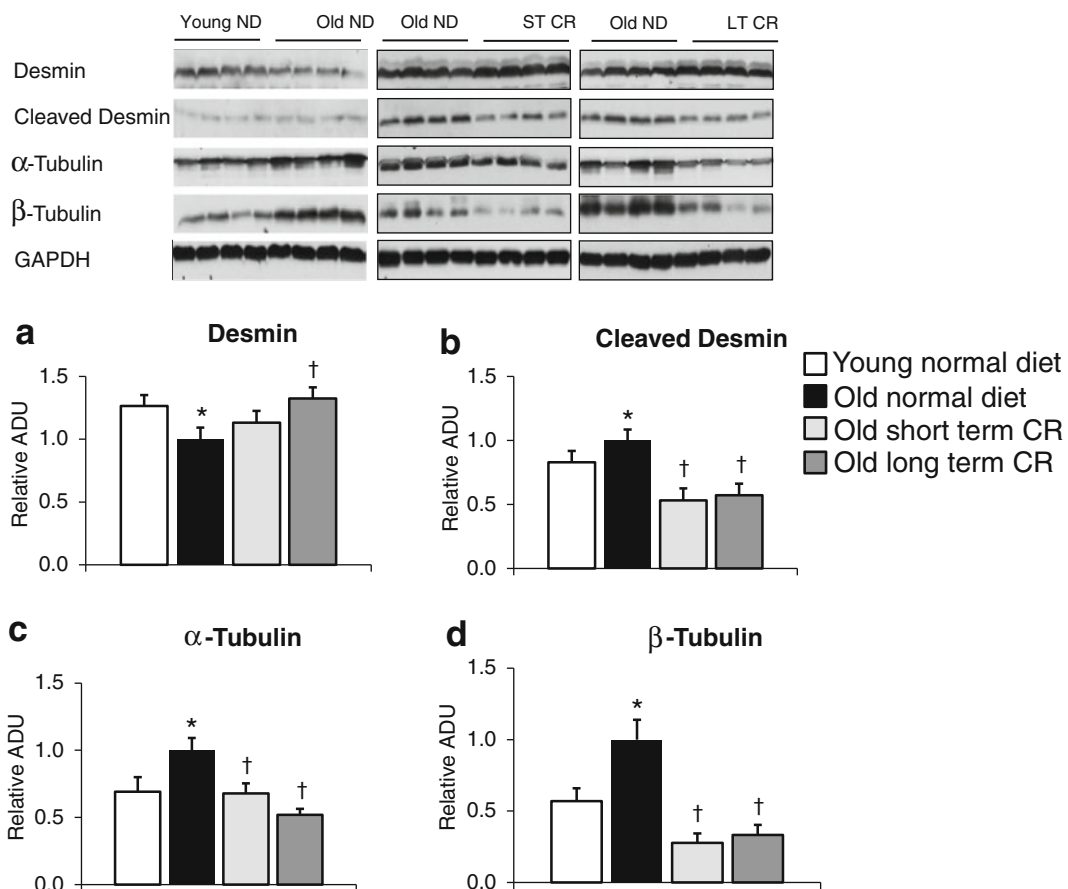 Young ND Old ND Old ND ST CR Old ND LT CR
Desmin
Cleaved Desmin
α-Tubulin
β-Tubulin
GAPDH
a Desmin
1.5
*
†
1.0
Relative ADU
0.5
0.0
b Cleaved Desmin
1.5
*
†
†
1.0
Relative ADU
0.5
0.0
Young normal diet
Old normal diet
Old short term CR
Old long term CR
c α-Tubulin
1.5
*
†
†
1.0
Relative ADU
0.5
0.0
d β-Tubulin
1.5
*
†
†
1.0
Relative ADU
0.5
0.0